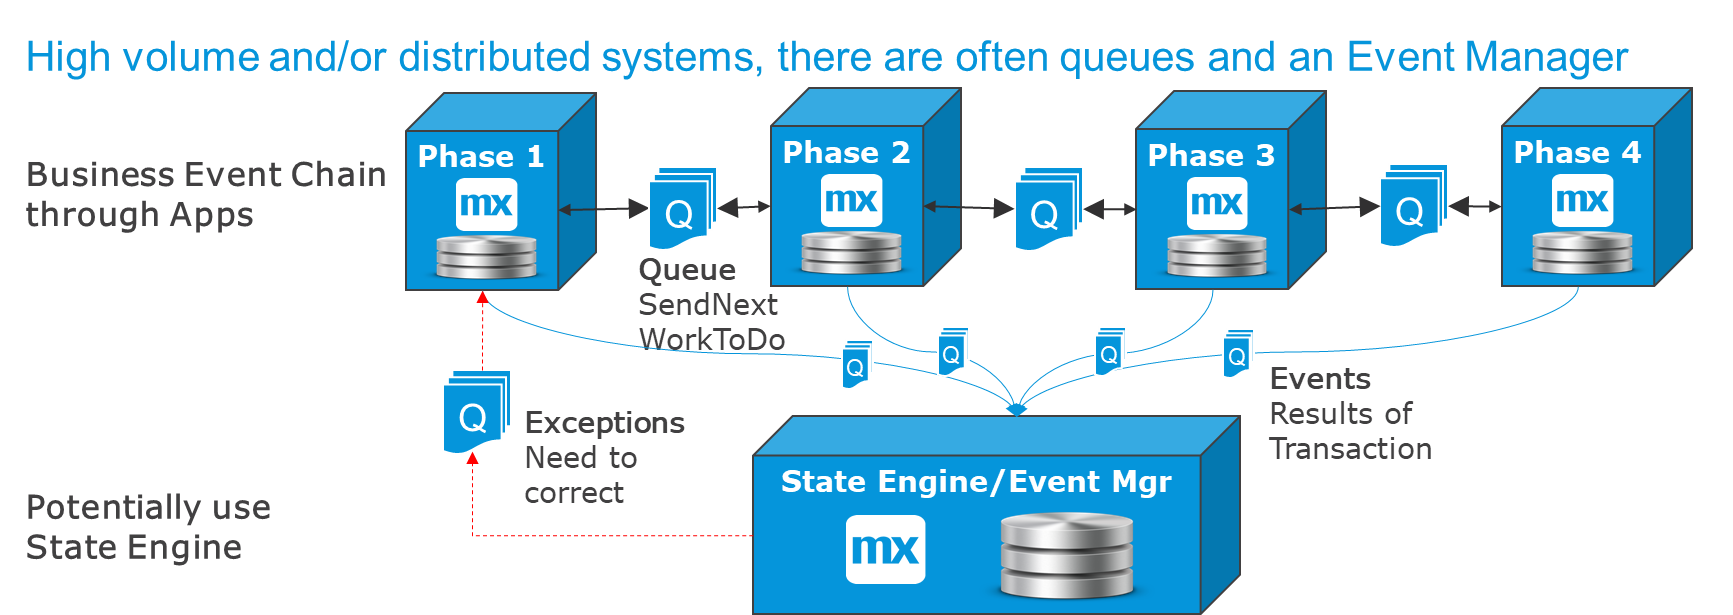 High volume and/or distributed systems, there are often queues and an Event Manager
Business Event Chain
through Apps
Phase 1
mx
Q
Queue
SendNext
WorkToDo
Phase 2
mx
Q
Phase 3
mx
Q
Phase 4
mx
Q
Q
Q
Q
Events
Results of
Transaction
Q
Exceptions
Need to
correct
Potentially use
State Engine
State Engine/Event Mgr
mx